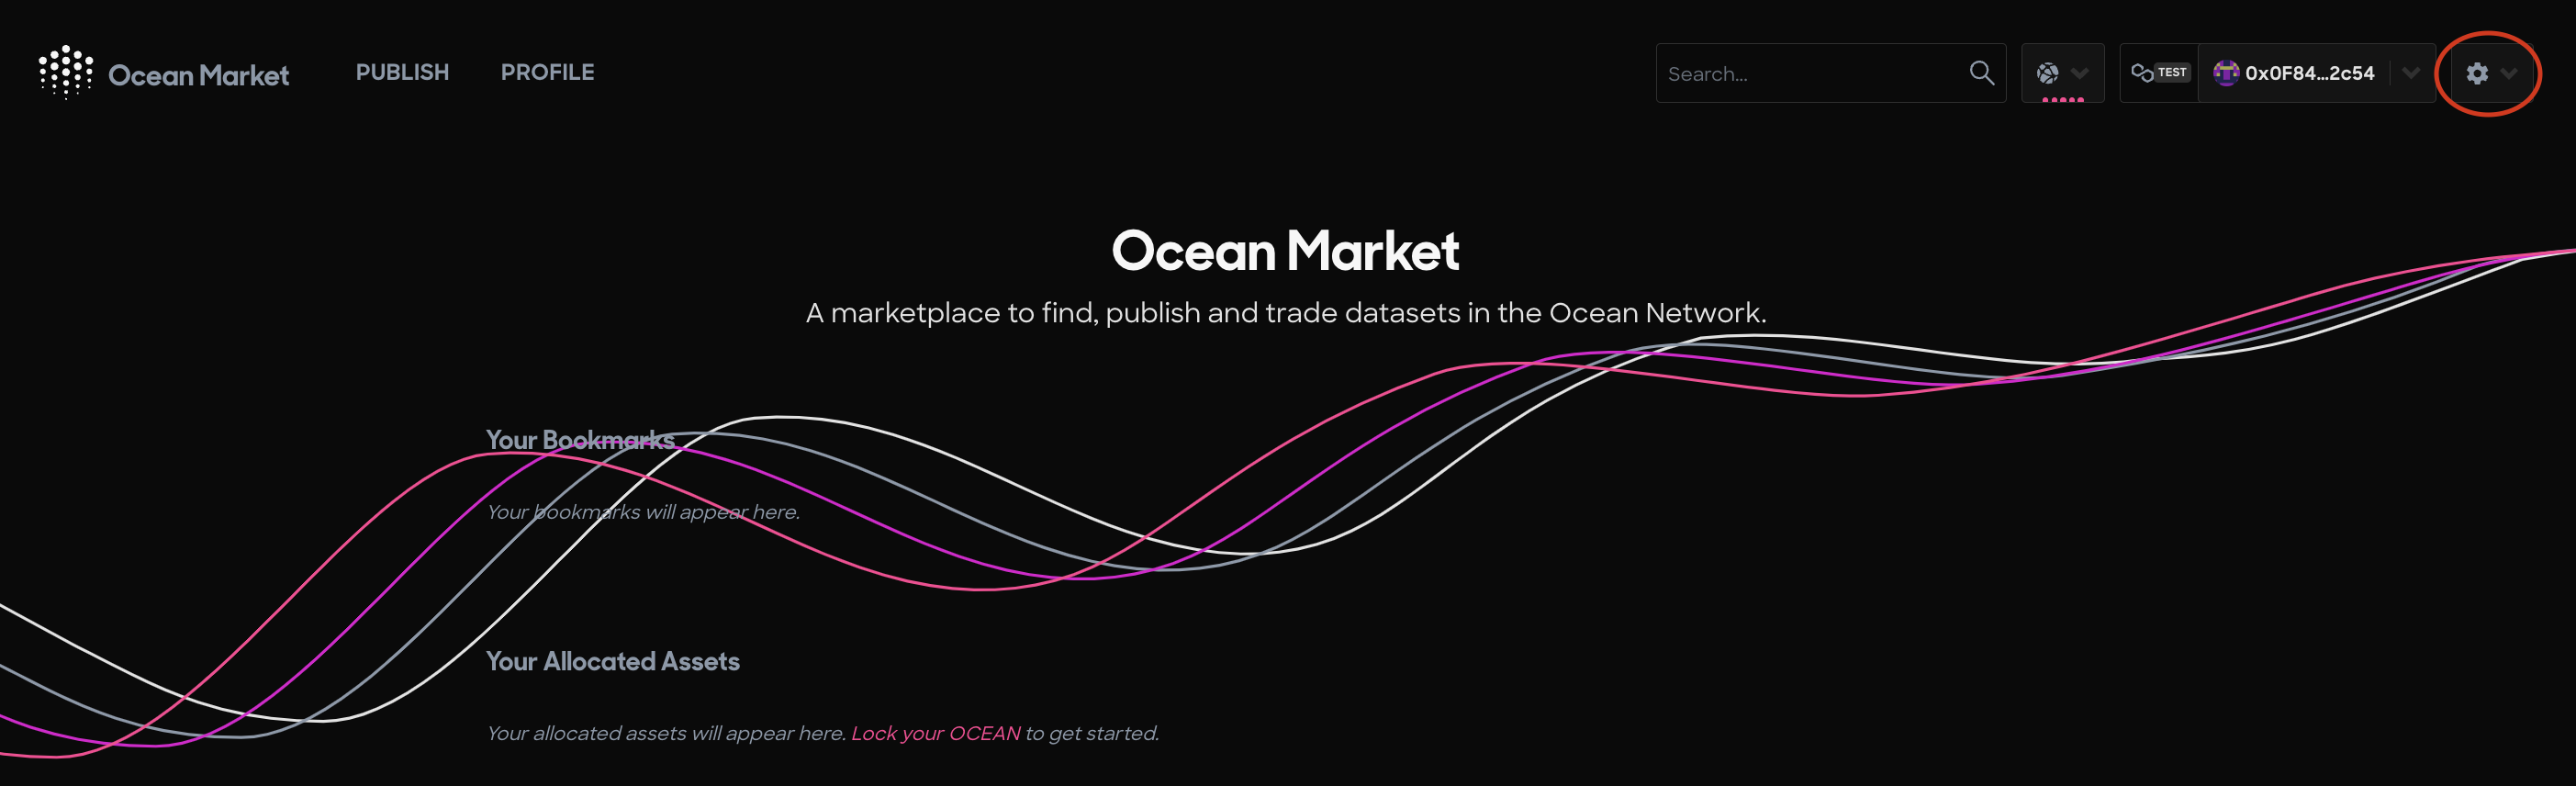 Ocean Market
PUBLISH
PROFILE
Search...
TEST
0x0F84...2c54
Ocean Market
A marketplace to find, publish and trade datasets in the Ocean Network.
Your Bookmarks
Your bookmarks will appear here.
Your Allocated Assets
Your allocated assets will appear here. Lock your OCEAN to get started.